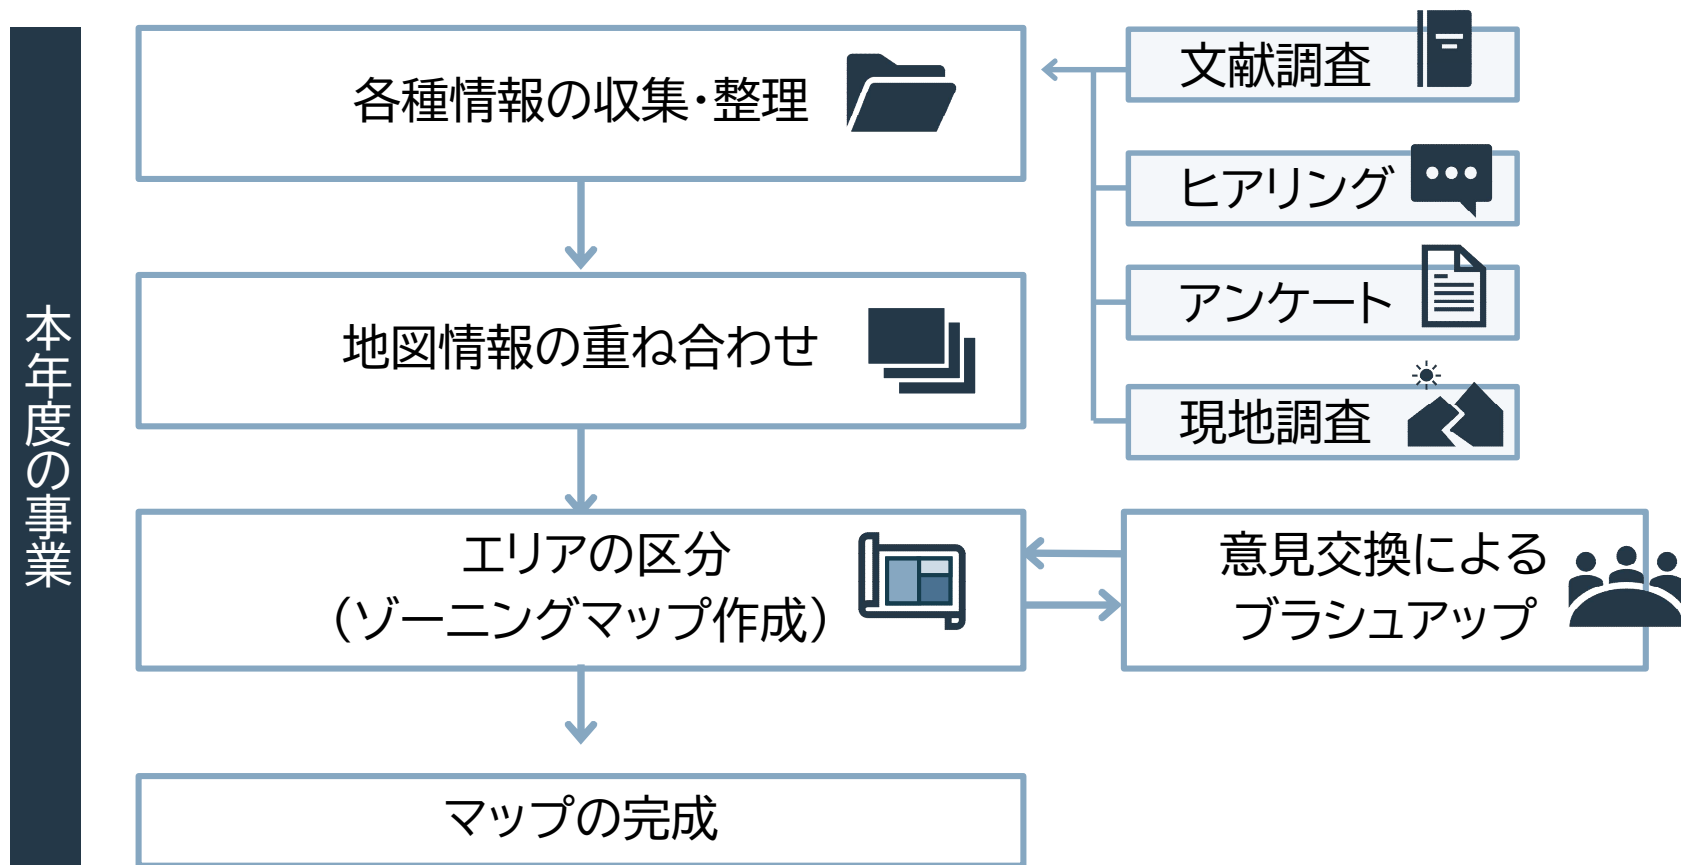 本年度の事業
各種情報の収集・整理
文献調査
ヒアリング
アンケート
現地調査
地図情報の重ね合わせ
エリアの区分
（ゾーニングマップ作成）
意見交換による
ブラシュアップ
マップの完成